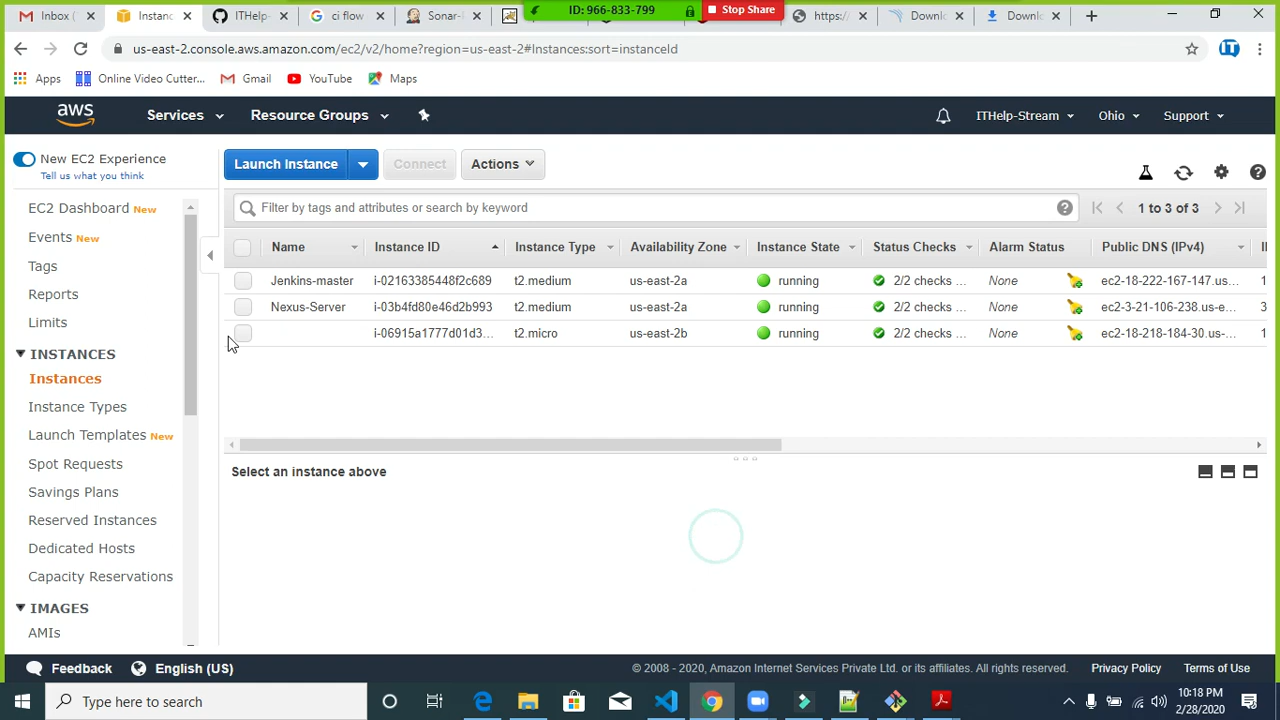 Inbox
Instanc
ITHelp-
ci flow
Sonar-
https:/
Downlo
Downlo
ID: 966-833-799
Stop Share
us-east-2.console.aws.amazon.com/ec2/v2/home?region=us-east-2#Instances:sort=instanceId
Apps
Online Video Cutter...
Gmail
YouTube
Maps
aws
Services
Resource Groups
ITHelp-Stream
Ohio
Support
New EC2 Experience
Tell us what you think
Launch Instance
Connect
Actions
EC2 Dashboard New
Events New
Tags
Reports
Limits
INSTANCES
Instances
Instance Types
Launch Templates New
Spot Requests
Savings Plans
Reserved Instances
Dedicated Hosts
Capacity Reservations
IMAGES
AMIs
Filter by tags and attributes or search by keyword
1 to 3 of 3
Name Instance ID Instance Type Availability Zone Instance State Status Checks Alarm Status Public DNS (IPv4)
Jenkins-master i-02163385448f2c689 t2.medium us-east-2a running 2/2 checks ... None ec2-18-222-167-147.us... 1
Nexus-Server i-03b4fd80e46d2b993 t2.medium us-east-2a running 2/2 checks ... None ec2-3-21-106-238.us-e... 3
i-06915a1777d01d3... t2.micro us-east-2b running 2/2 checks ... None ec2-18-218-184-30.us-... 1
Select an instance above
Feedback
English (US)
© 2008 - 2020, Amazon Internet Services Private Ltd. or its affiliates. All rights reserved.
Privacy Policy
Terms of Use
Type here to search
10:18 PM
2/28/2020